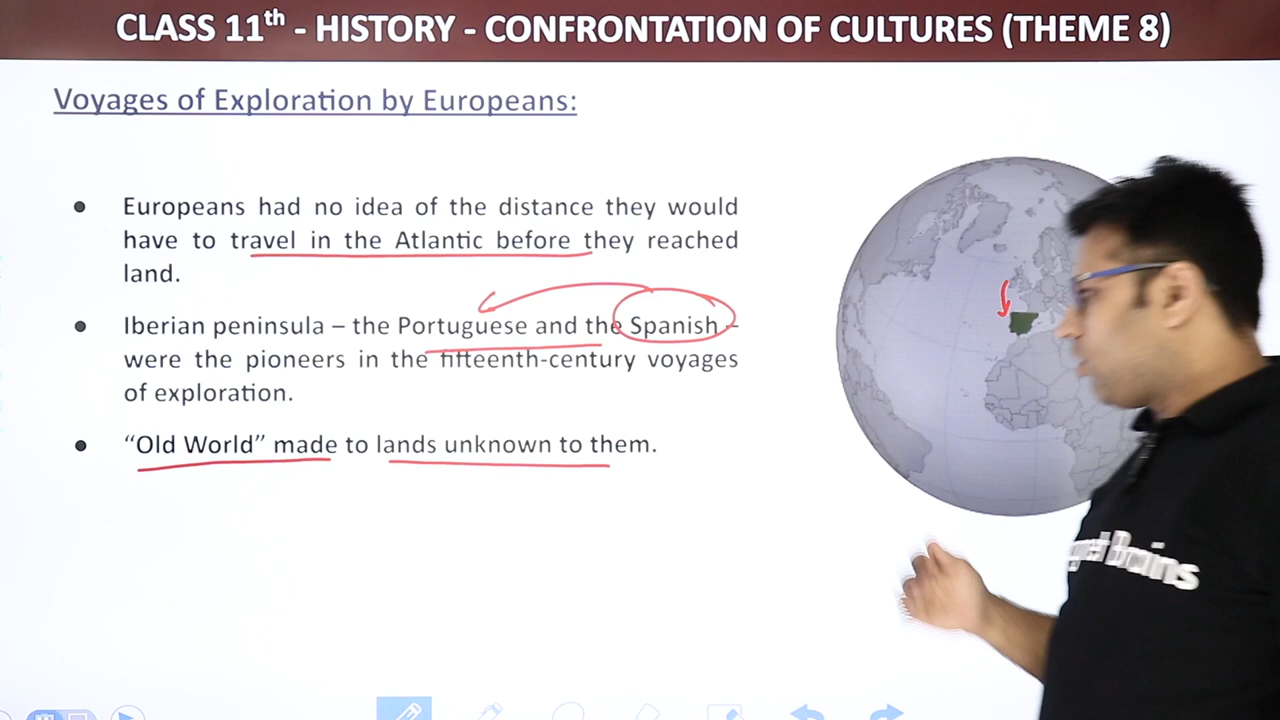 CLASS 11th - HISTORY - CONFRONTATION OF CULTURES (THEME 8)
Voyages of Exploration by Europeans:
● Europeans had no idea of the distance they would
have to travel in the Atlantic before they reached
land.
● Iberian peninsula – the Portuguese and the Spanish –
were the pioneers in the fifteenth-century voyages
of exploration.
● “Old World” made to lands unknown to them.
Brains